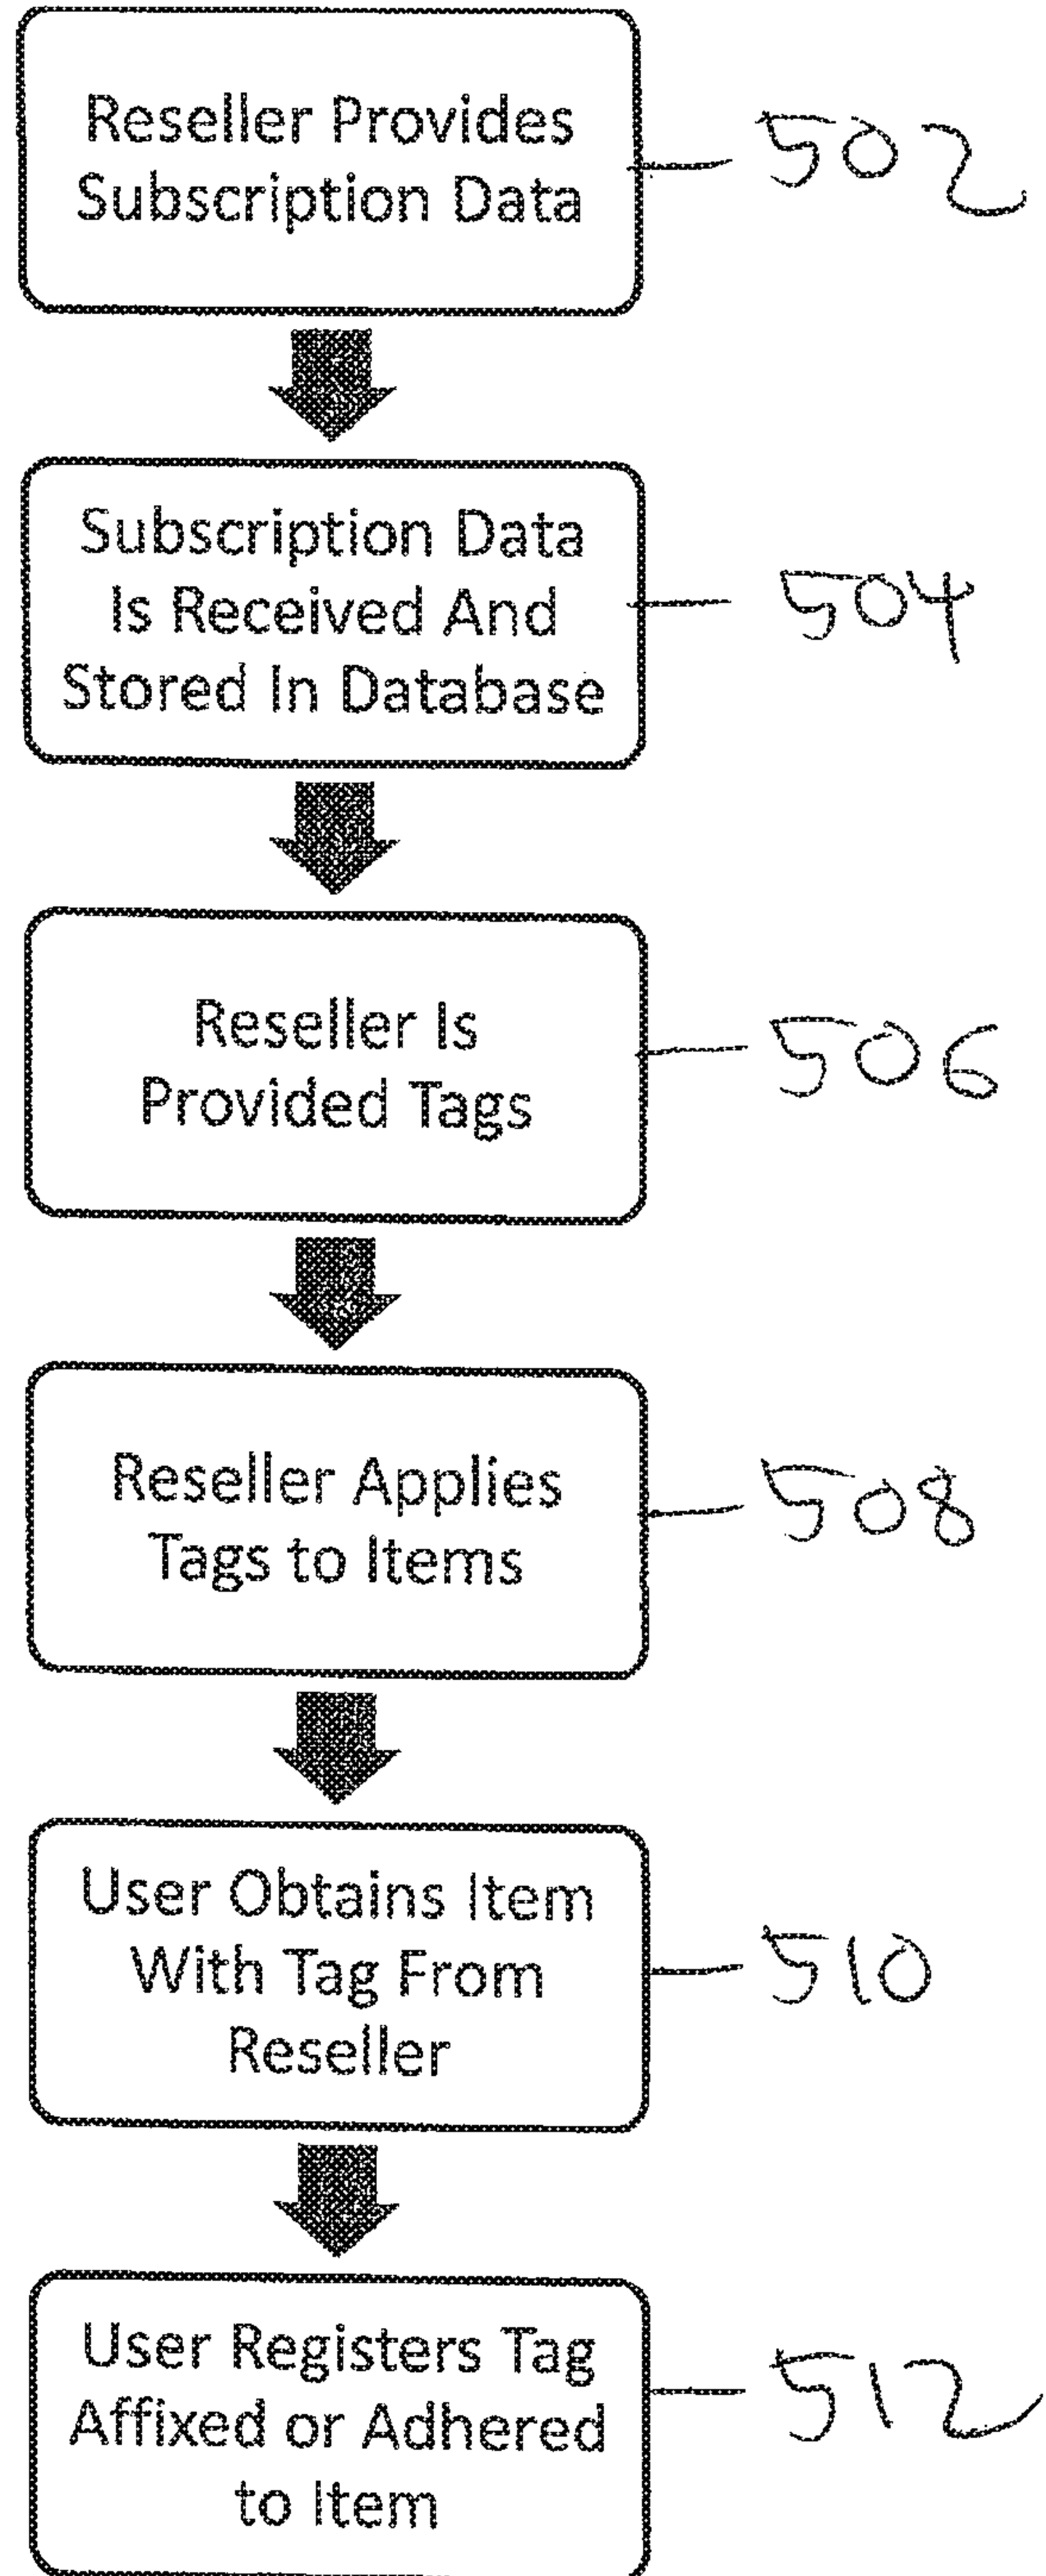 Reseller Provides
Subscription Data
502
Subscription Data
Is Received And
Stored In Database
504
Reseller Is
Provided Tags
506
Reseller Applies
Tags to Items
508
User Obtains Item
With Tag From
Reseller
510
User Registers Tag
Affixed or Adhered
to Item
512